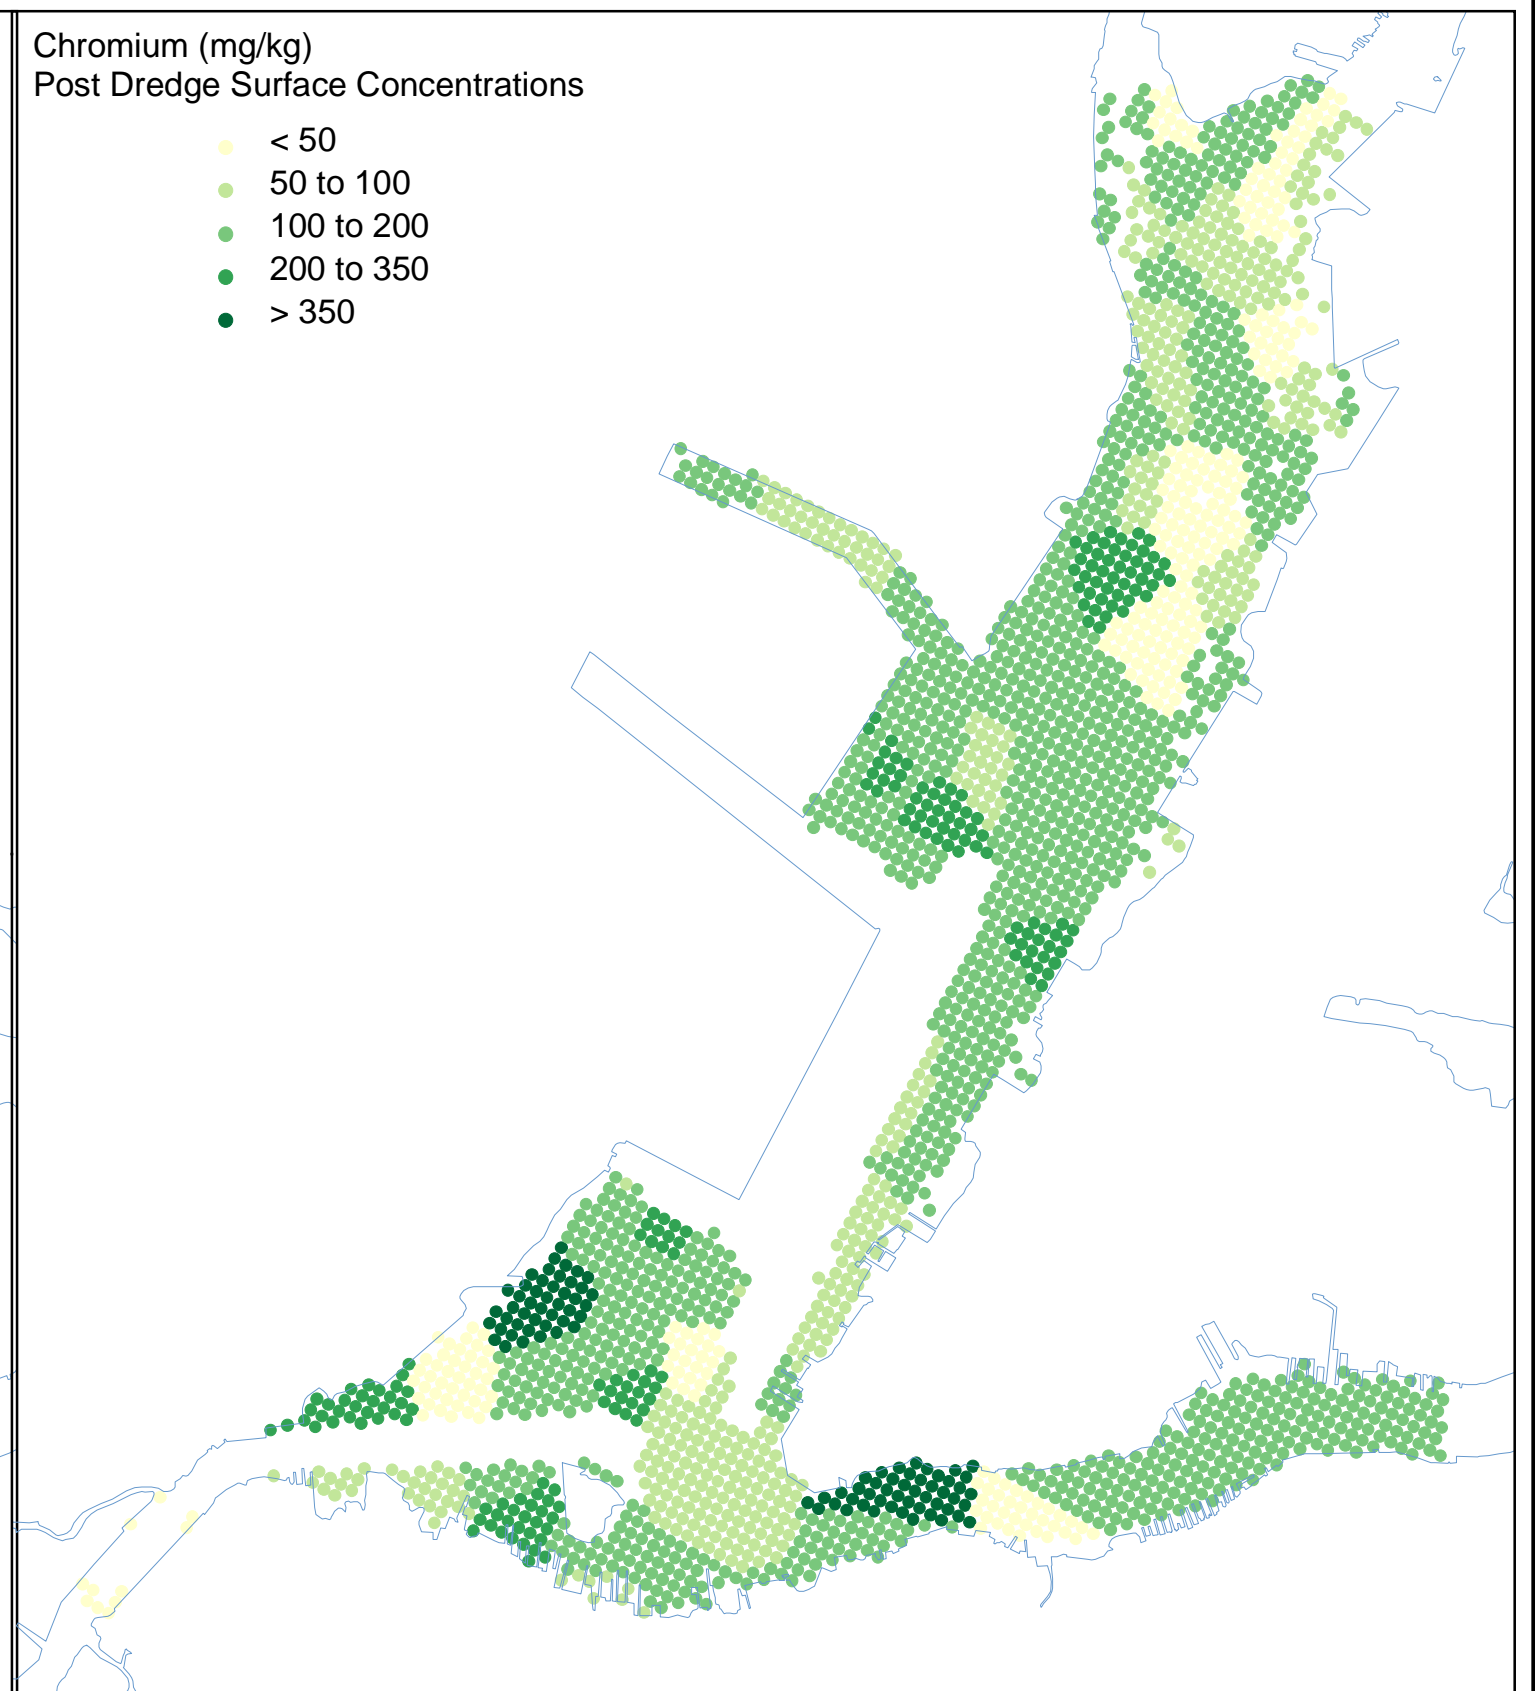 Chromium (mg/kg)
Post Dredge Surface Concentrations
< 50
50 to 100
100 to 200
200 to 350
> 350